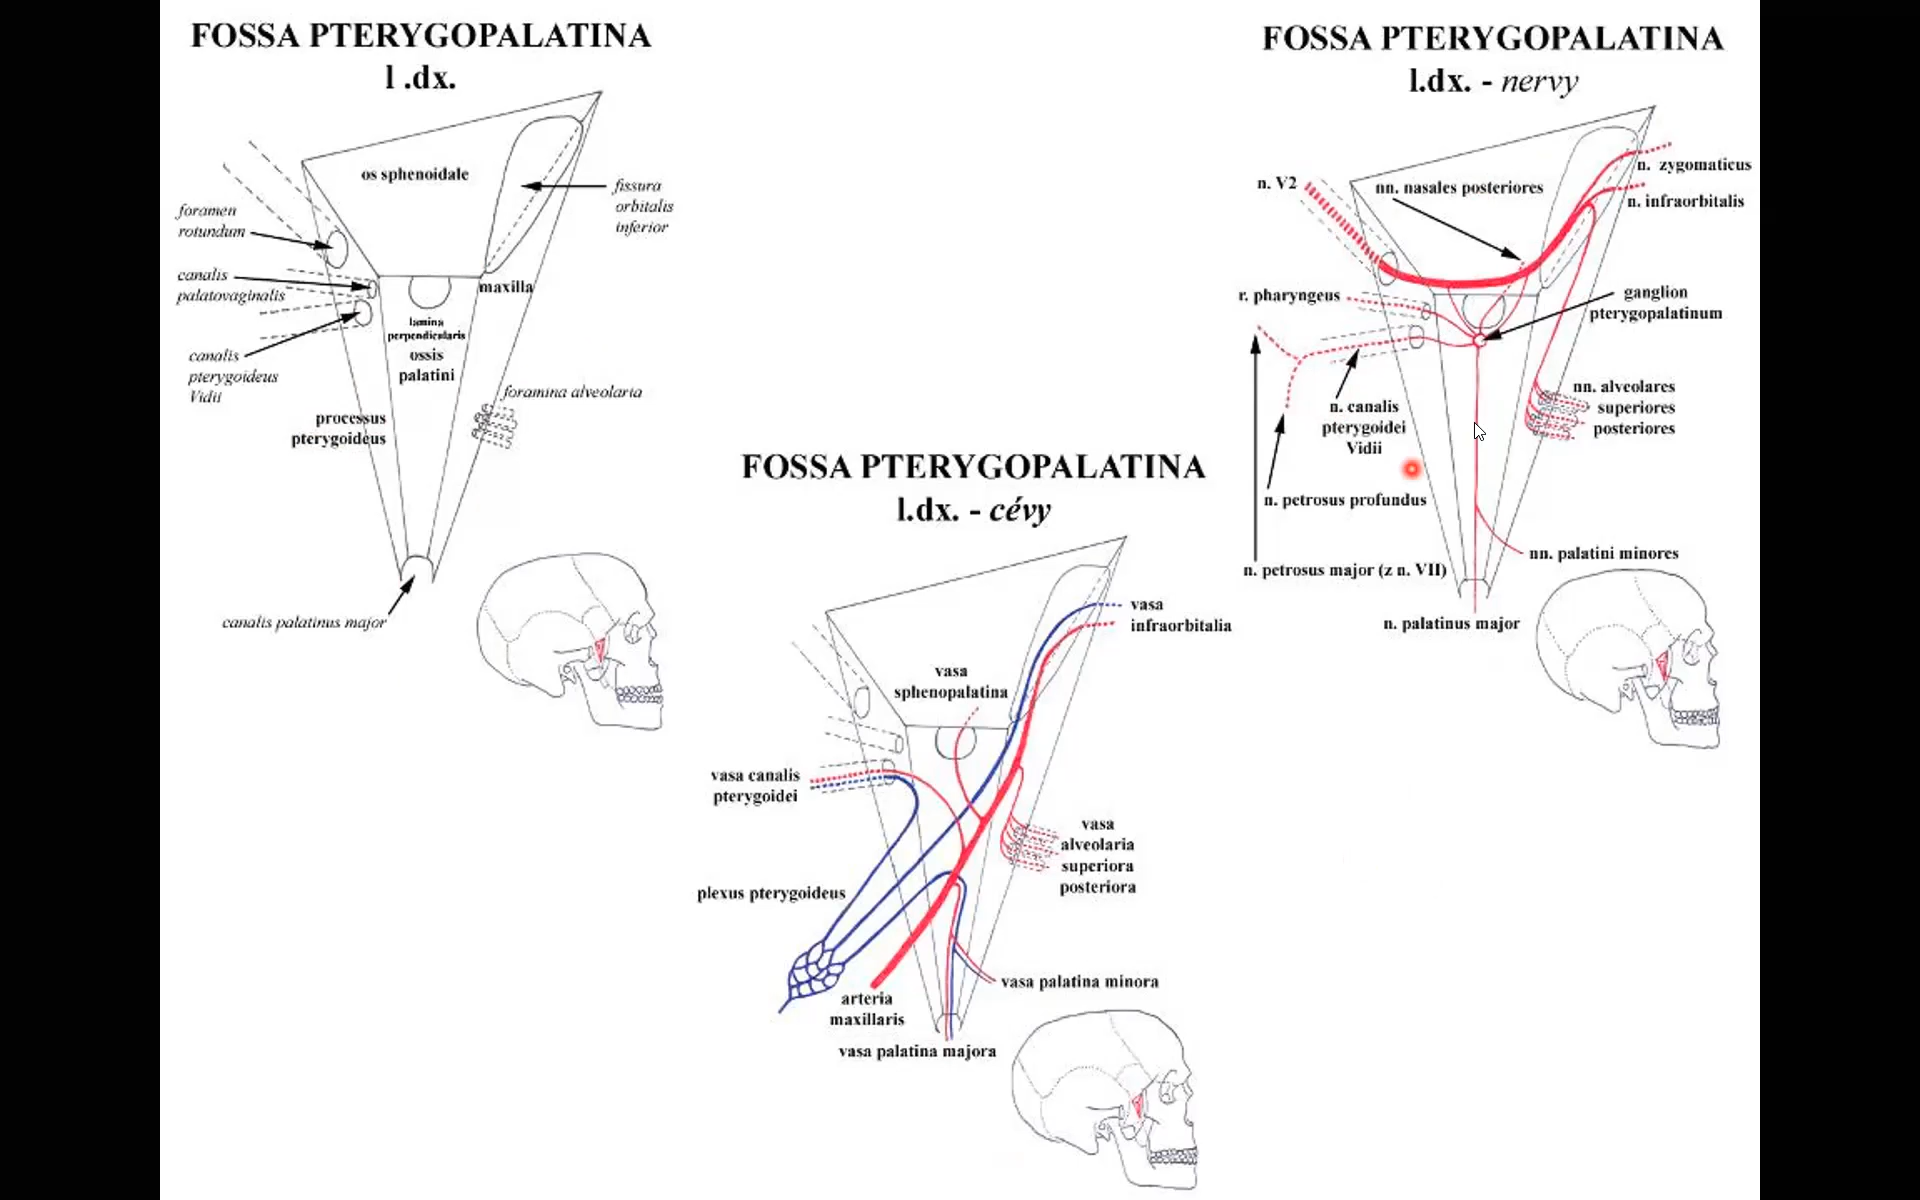 FOSSA PTERYGOPALATINA
l .dx.
os sphenoidale
fissura
orbitalis
inferior
foramen
rotundum
canalis
palatovaginalis
maxilla
lamina
perpendicularis
ossis
palatini
canalis
pterygoideus
Vidii
foramina alveolaria
processus
pterygoideus
canalis palatinus major
FOSSA PTERYGOPALATINA
l.dx. - cévy
vasa
infraorbitalia
vasa
sphenopalatina
vasa canalis
pterygoidei
vasa
alveolaria
superiora
posteriora
plexus pterygoideus
vasa palatina minora
arteria
maxillaris
vasa palatina majora
FOSSA PTERYGOPALATINA
l.dx. - nervy
n. zygomaticus
n. V2
nn. nasales posteriores
n. infraorbitalis
r. pharyngeus
ganglion
pterygopalatinum
nn. alveolares
superiores
posteriores
n. canalis
pterygoidei
Vidii
n. petrosus profundus
nn. palatini minores
n. petrosus major (z n. VII)
n. palatinus major